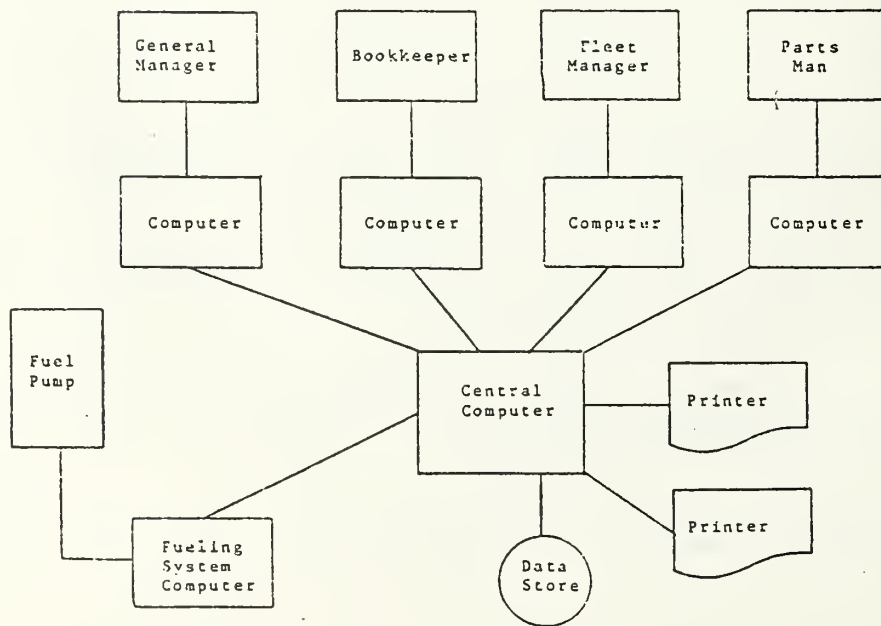 General
Manager
Bookkeeper
Fleet
Manager
Parts
Man
Computer
Computer
Computer
Computer
Fuel
Pump
Central
Computer
Printer
Printer
Fueling
System
Computer
Data
Store